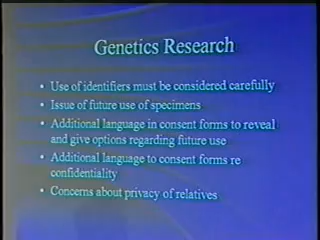 Genetics Research
• Use of identifiers must be considered carefully
• Issue of future use of specimens
• Additional language in consent forms to reveal
and give options regarding future use
• Additional language to consent forms re
confidentiality
• Concerns about privacy of relatives